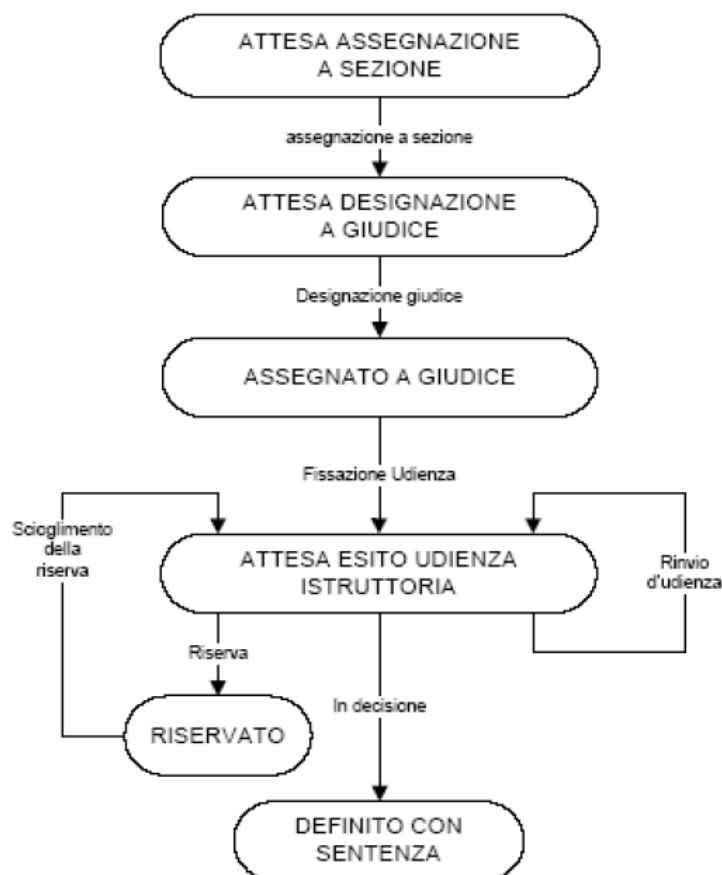 ATTESA ASSEGNAZIONE
A SEZIONE
assegnazione a sezione
ATTESA DESIGNAZIONE
A GIUDICE
Designazione giudice
ASSEGNATO A GIUDICE
Fissazione Udienza
Scioglimento
della
riserva
ATTESA ESITO UDIENZA
ISTRUTTORIA
Rinvio
d'udienza
Riserva
In decisione
RISERVATO
DEFINITO CON
SENTENZA